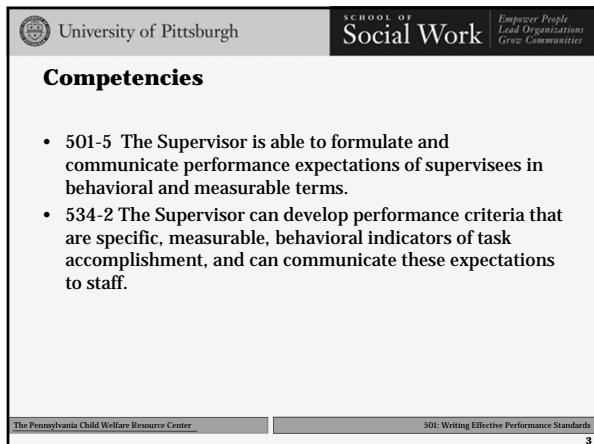 University of Pittsburgh
SCHOOL OF
Social Work
Empower People
Lead Organizations
Grow Communities
Competencies
• 501-5 The Supervisor is able to formulate and
communicate performance expectations of supervisees in
behavioral and measurable terms.
• 534-2 The Supervisor can develop performance criteria that
are specific, measurable, behavioral indicators of task
accomplishment, and can communicate these expectations
to staff.
The Pennsylvania Child Welfare Resource Center
501: Writing Effective Performance Standards
3